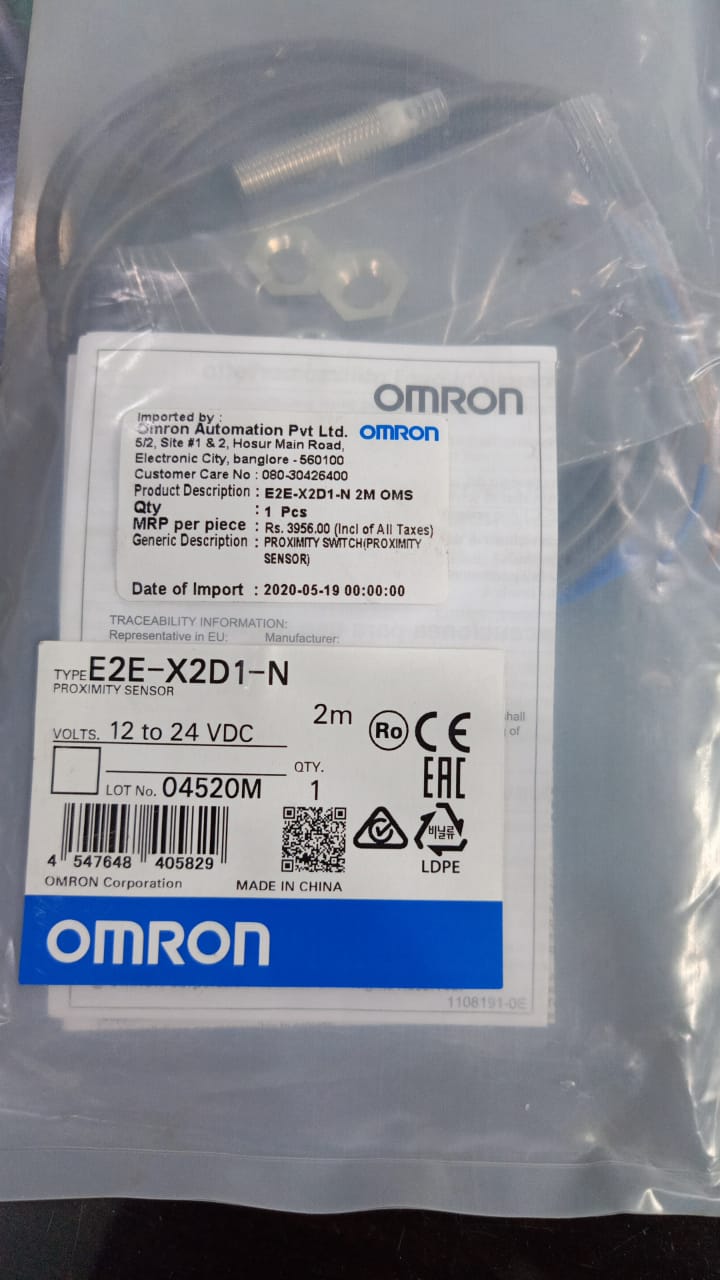 OMRON
Imported by :
Omron Automation Pvt Ltd. OMRON
5/2, Site #1 & 2, Hosur Main Road,
Electronic City, banglore - 560100
Customer Care No : 080-30426400
Product Description : E2E-X2D1-N 2M OMS
Qty : 1 Pcs
MRP per piece : Rs. 3956.00 (Incl of All Taxes)
Generic Description : PROXIMITY SWITCH(PROXIMITY
SENSOR)
Date of Import : 2020-05-19 00:00:00
TRACEABILITY INFORMATION:
Representative in EU: Manufacturer:
shall
of
TYPE E2E-X2D1-N
PROXIMITY SENSOR
2m
VOLTS. 12 to 24 VDC
Ro CE
EAC
QTY.
LOT No. 04520M 1
비닐류
LDPE
4 547648 405829
OMRON Corporation MADE IN CHINA
OMRON
1108191-0E